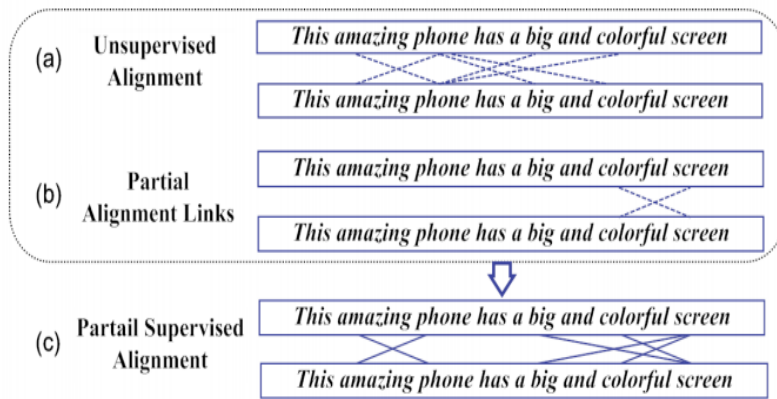 This amazing phone has a big and colorful screen
(a) Unsupervised
Alignment
This amazing phone has a big and colorful screen
This amazing phone has a big and colorful screen
(b) Partial
Alignment Links
This amazing phone has a big and colorful screen
This amazing phone has a big and colorful screen
(c) Partail Supervised
Alignment
This amazing phone has a big and colorful screen